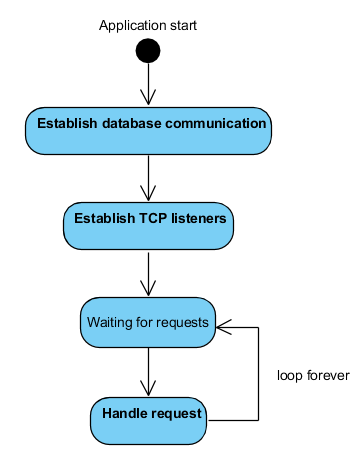 Application start
Establish database communication
Establish TCP listeners
Waiting for requests
loop forever
Handle request